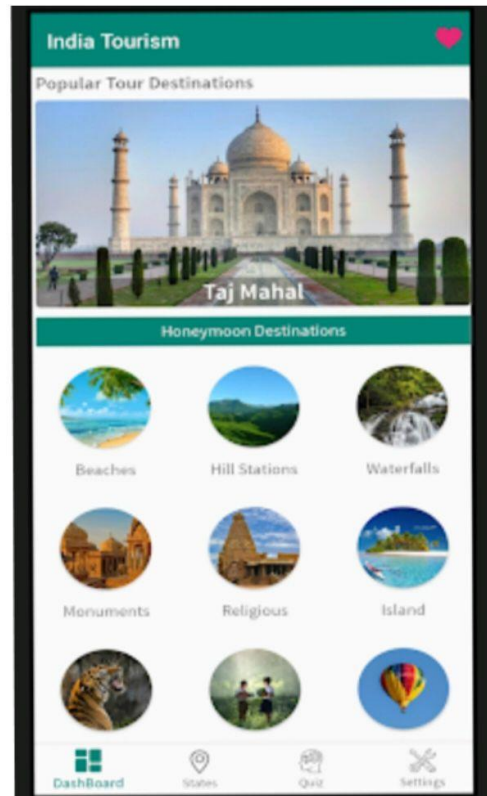 India Tourism
Popular Tour Destinations
Taj Mahal
Honeymoon Destinations
Beaches
Hill Stations
Waterfalls
Monuments
Religious
Island
DashBoard
States
Quiz
Settings